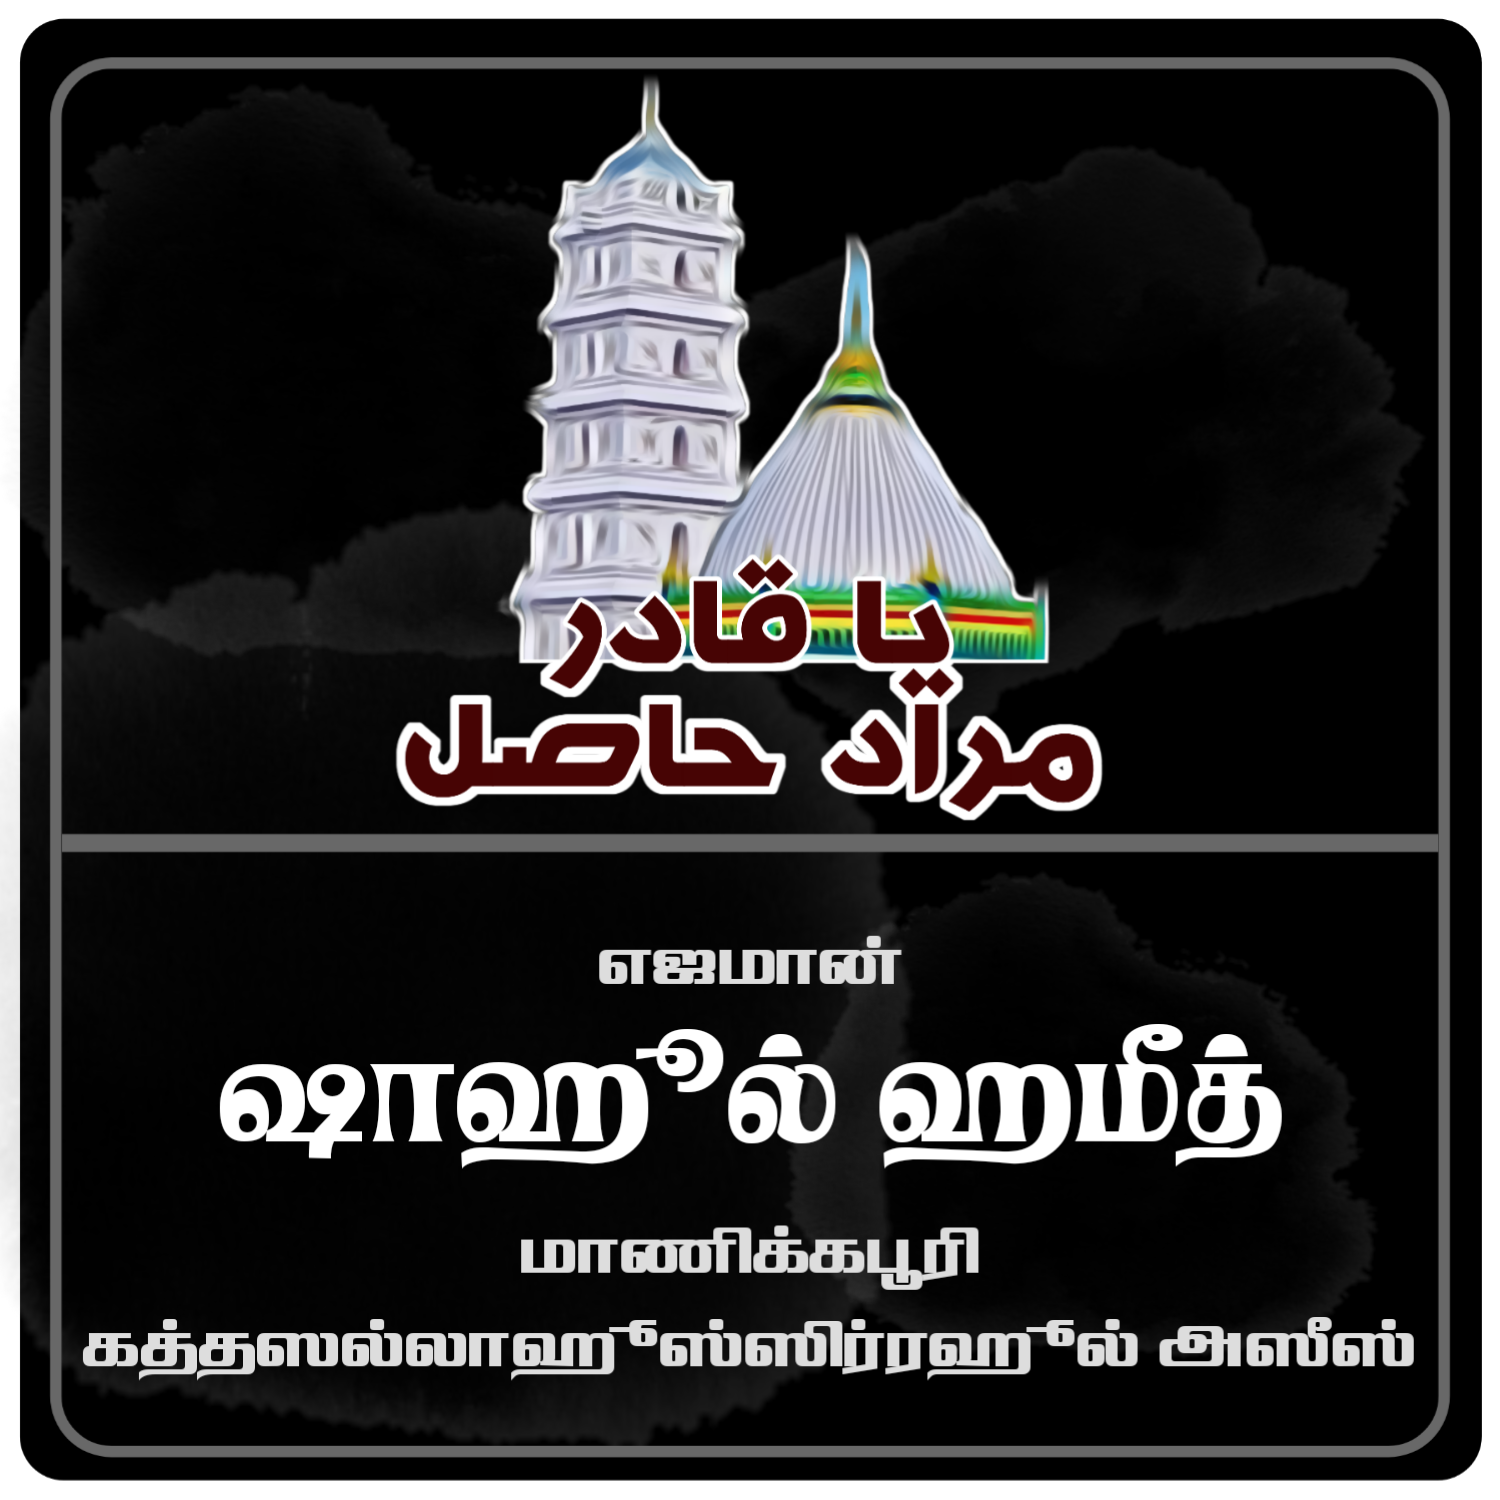 يا قادر
مراد حاصل
எஜமான்
ஷாஹூல் ஹமீத்
மாணிக்கபூரி
கத்தஸல்லாஹூஸ்ஸிர்ரஹூல் அஸீஸ்